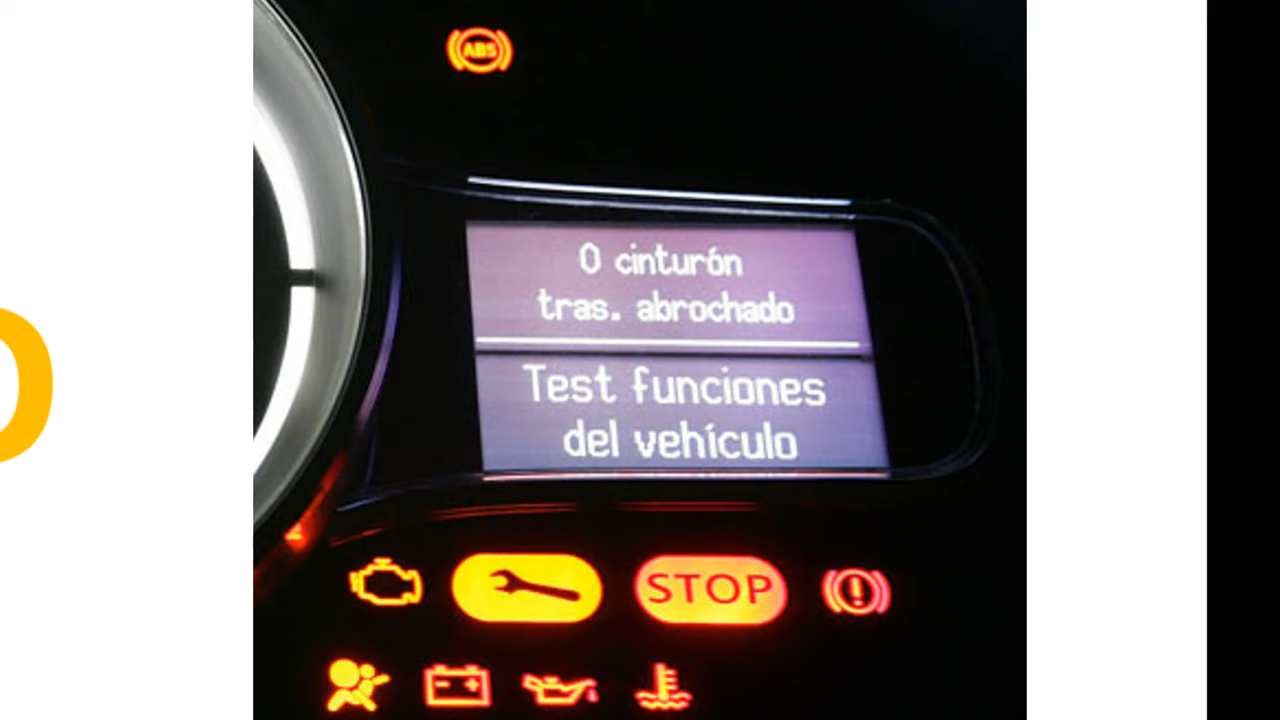 ABS
0 cinturón
tras. abrochado
Test funciones
del vehículo
STOP